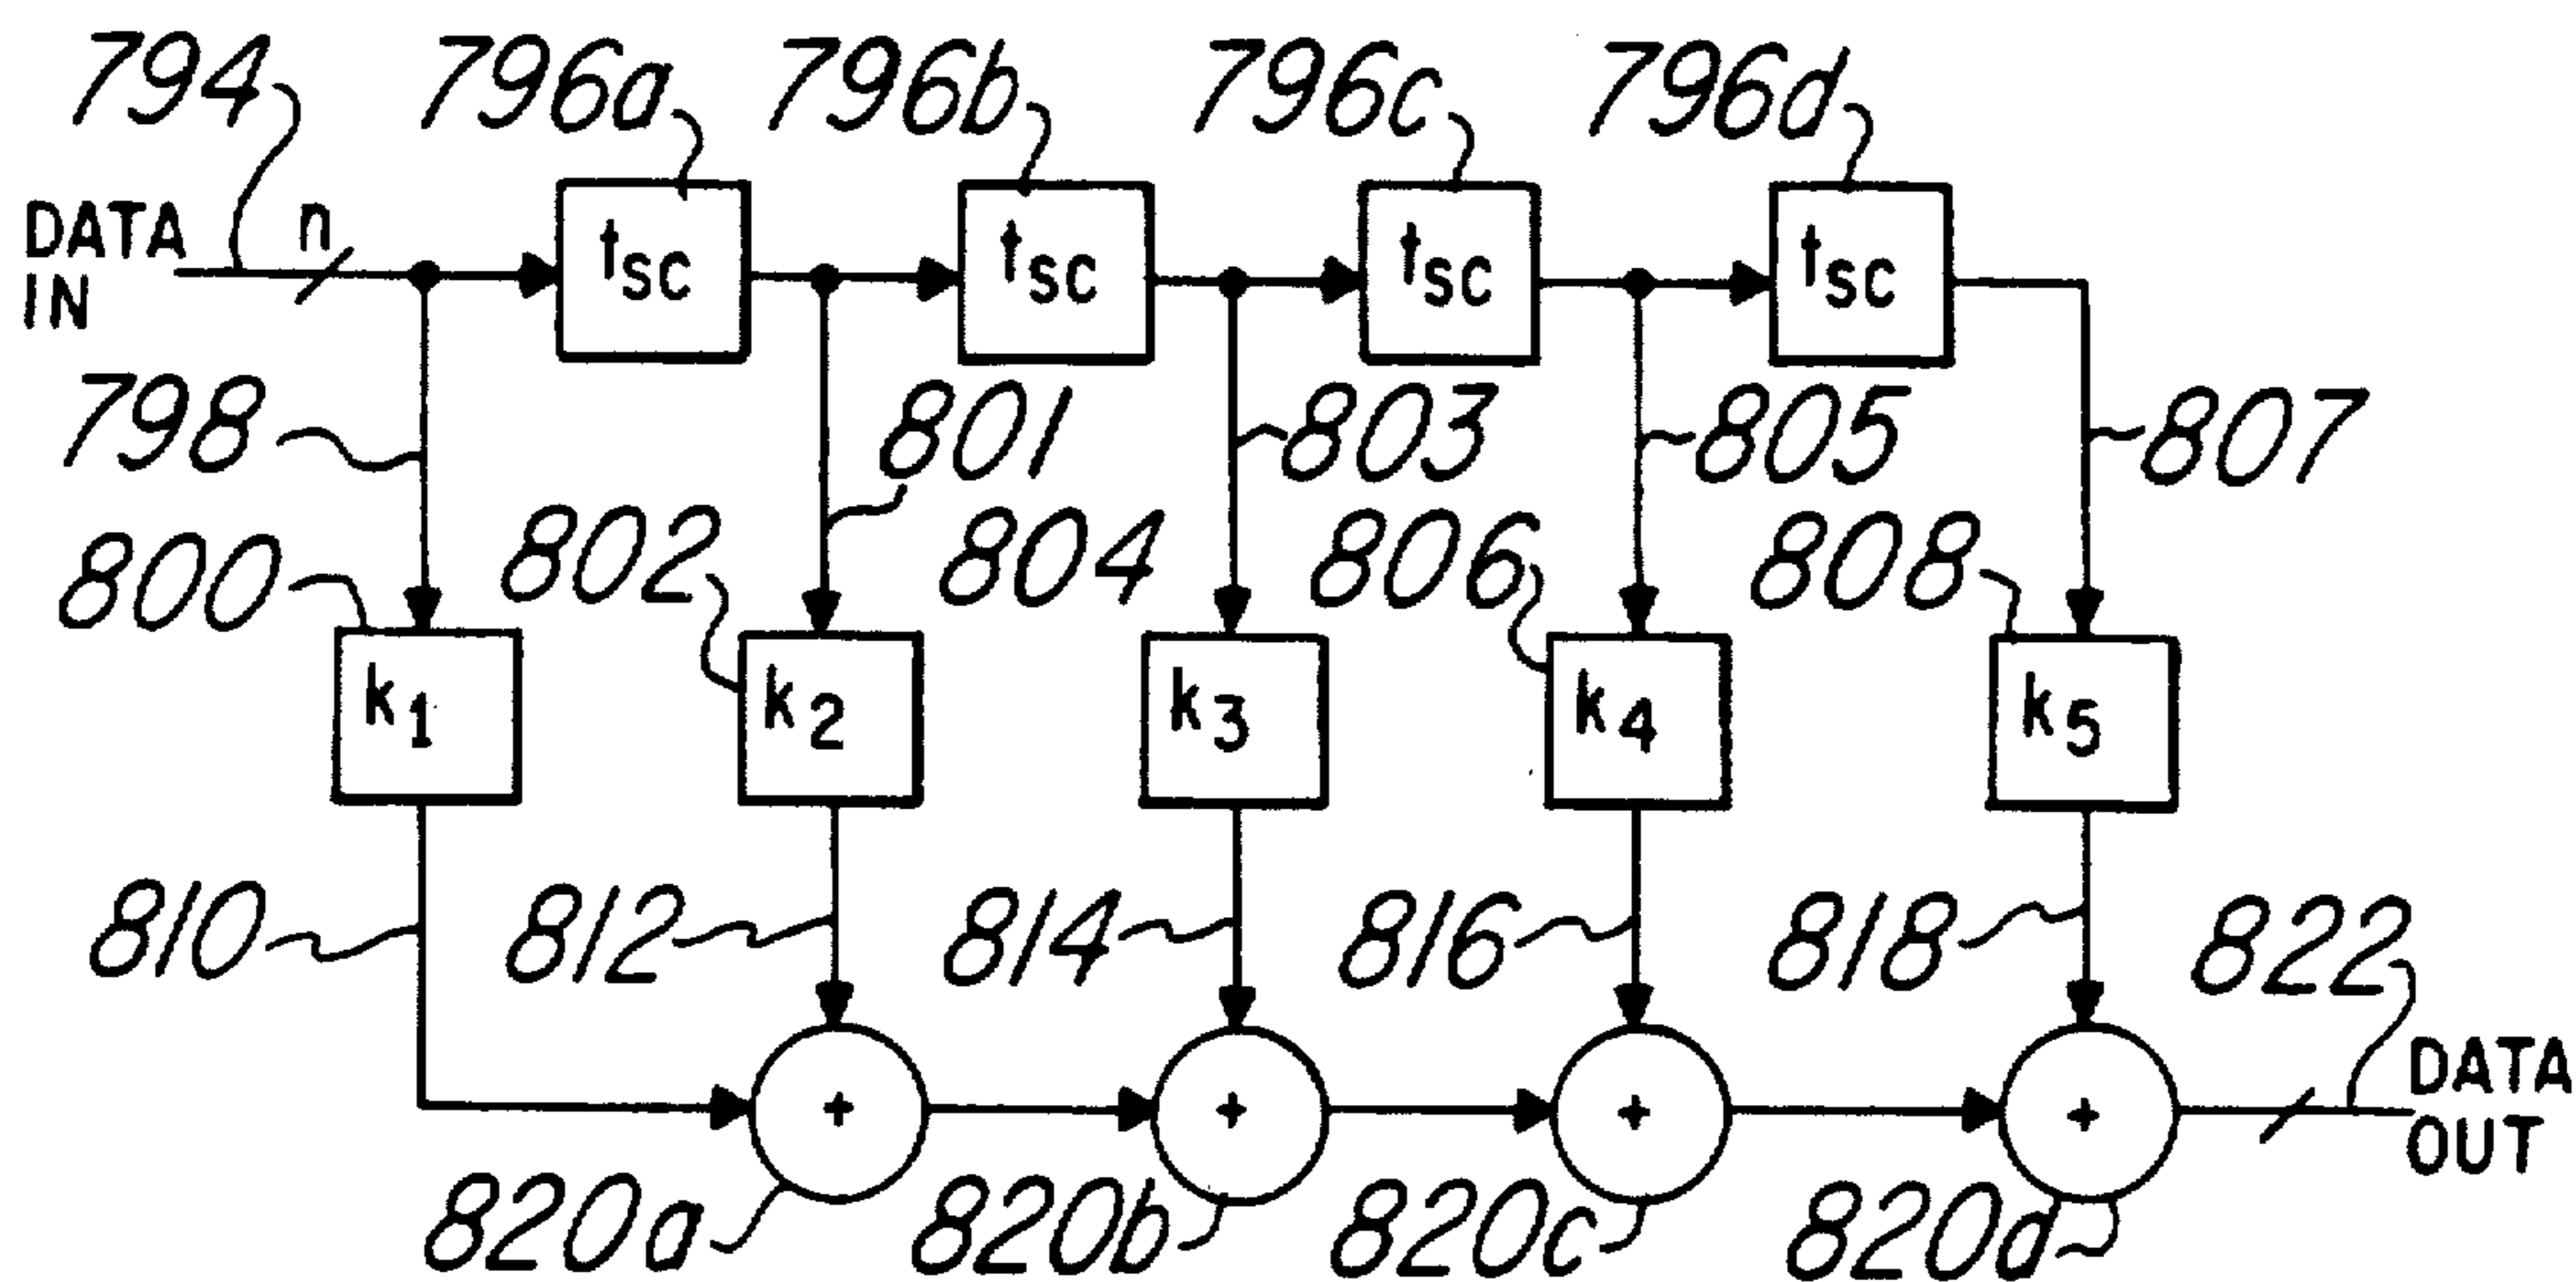 794 796a 796b 796c 796d
DATA IN
n
tSC tSC tSC tSC
798 801 803 805 807
800 802 804 806 808
k1 k2 k3 k4 k5
810 812 814 816 818 822
+ + + +
DATA OUT
820a 820b 820c 820d